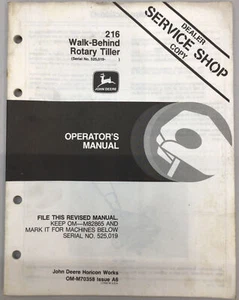 216
Walk-Behind
Rotary Tiller
(Serial No. 525,019- )
JOHN DEERE
DEALER
SERVICE SHOP
COPY
OPERATOR'S
MANUAL
FILE THIS REVISED MANUAL.
KEEP OM—M82865 AND
MARK IT FOR MACHINES BELOW
SERIAL NO. 525,019
John Deere Horicon Works
OM-M70358 Issue A6